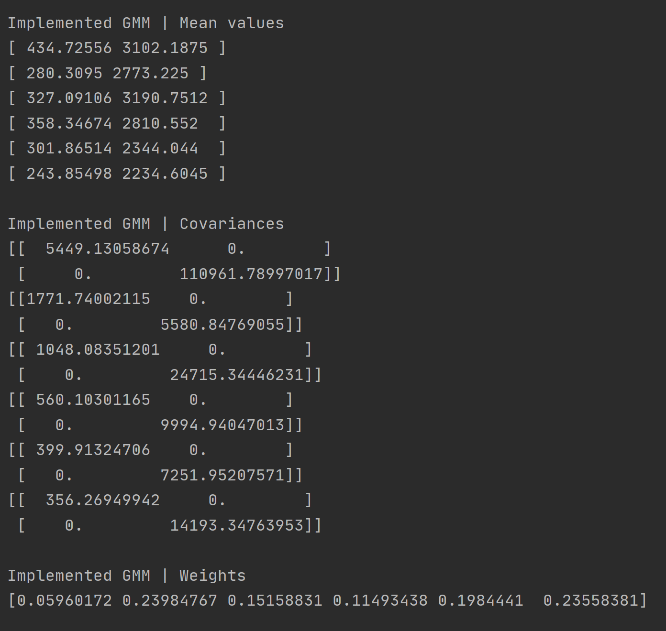 Implemented GMM | Mean values
[ 434.72556 3102.1875 ]
[ 280.3095 2773.225 ]
[ 327.09106 3190.7512 ]
[ 358.34674 2810.552  ]
[ 301.86514 2344.044  ]
[ 243.85498 2234.6045 ]
Implemented GMM | Covariances
[[  5449.13058674      0.        ]
 [     0.         110961.78997017]]
[[1771.74002115    0.        ]
 [   0.         5580.84769055]]
[[ 1048.08351201     0.        ]
 [    0.         24715.34446231]]
[[ 560.10301165    0.        ]
 [   0.         9994.94047013]]
[[ 399.91324706    0.        ]
 [   0.         7251.95207571]]
[[  356.26949942     0.        ]
 [    0.         14193.34763953]]
Implemented GMM | Weights
[0.05960172 0.23984767 0.15158831 0.11493438 0.1984441  0.23558381]